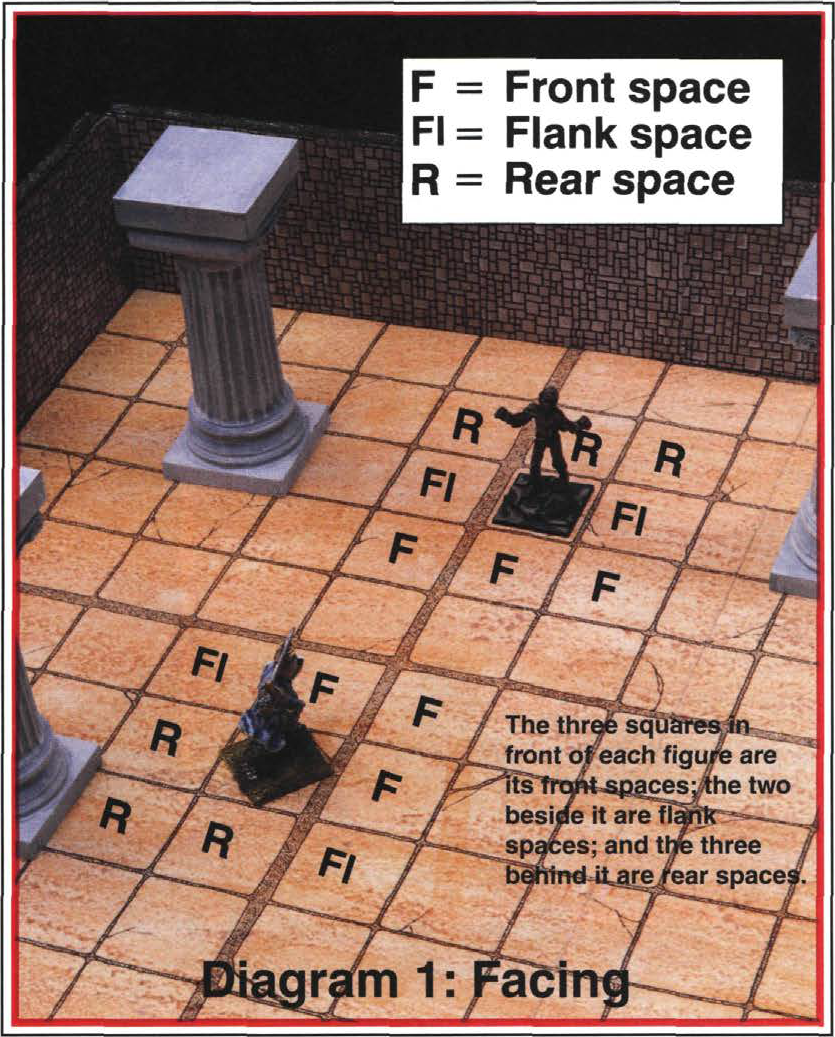 F = Front space
Fl = Flank space
R = Rear space
R R R
Fl Fl
F F F
Fl F F
The three squares in
front of each figure are
its front spaces; the two
beside it are flank
spaces; and the three
behind it are rear spaces.
R F
R R Fl
Diagram 1: Facing